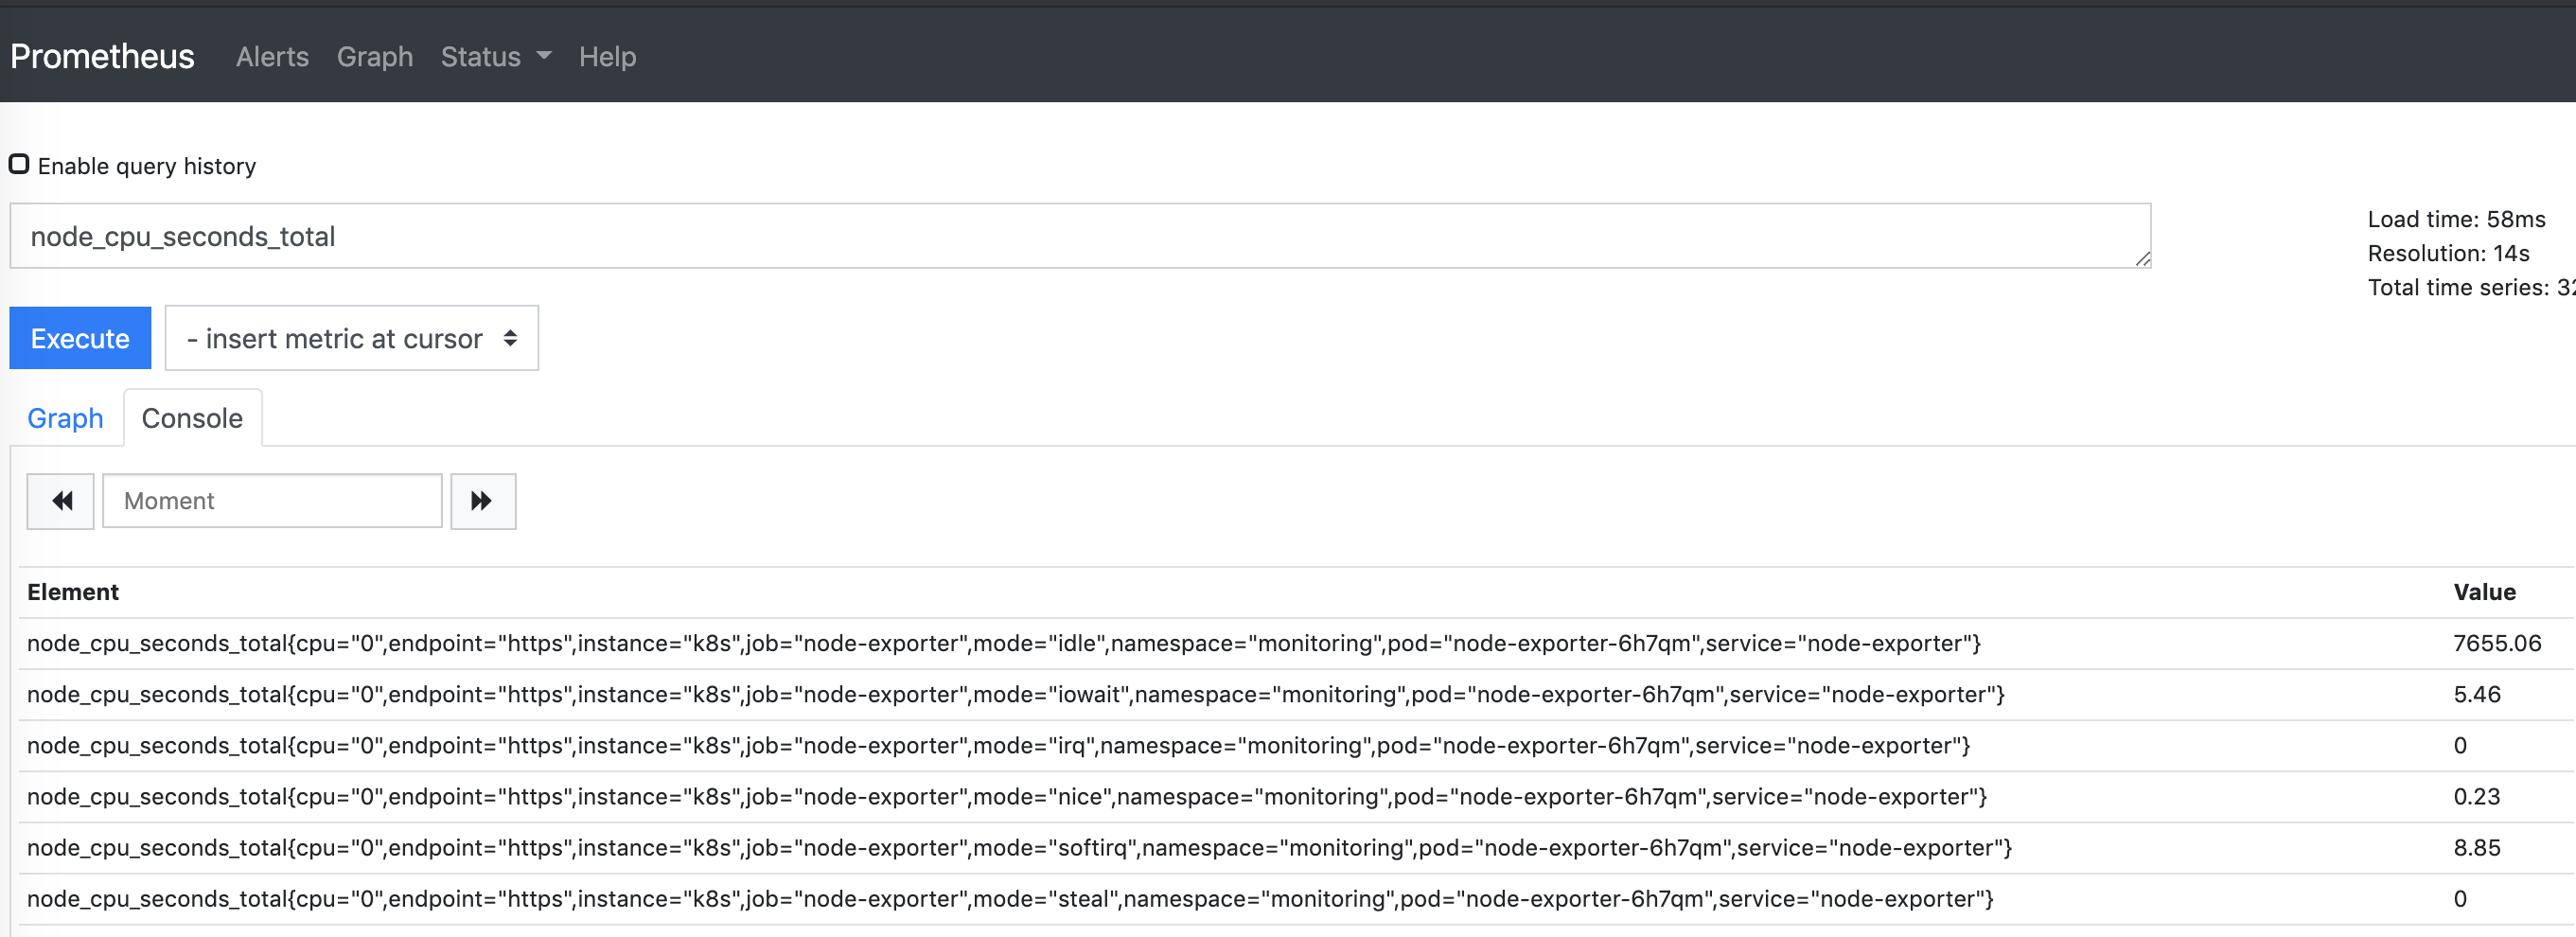 Prometheus Alerts Graph Status Help
Enable query history
node_cpu_seconds_total
Load time: 58ms
Resolution: 14s
Total time series: 32
Execute
- insert metric at cursor
Graph Console
Moment
Element Value
node_cpu_seconds_total{cpu="0",endpoint="https",instance="k8s",job="node-exporter",mode="idle",namespace="monitoring",pod="node-exporter-6h7qm",service="node-exporter"} 7655.06
node_cpu_seconds_total{cpu="0",endpoint="https",instance="k8s",job="node-exporter",mode="iowait",namespace="monitoring",pod="node-exporter-6h7qm",service="node-exporter"} 5.46
node_cpu_seconds_total{cpu="0",endpoint="https",instance="k8s",job="node-exporter",mode="irq",namespace="monitoring",pod="node-exporter-6h7qm",service="node-exporter"} 0
node_cpu_seconds_total{cpu="0",endpoint="https",instance="k8s",job="node-exporter",mode="nice",namespace="monitoring",pod="node-exporter-6h7qm",service="node-exporter"} 0.23
node_cpu_seconds_total{cpu="0",endpoint="https",instance="k8s",job="node-exporter",mode="softirq",namespace="monitoring",pod="node-exporter-6h7qm",service="node-exporter"} 8.85
node_cpu_seconds_total{cpu="0",endpoint="https",instance="k8s",job="node-exporter",mode="steal",namespace="monitoring",pod="node-exporter-6h7qm",service="node-exporter"} 0